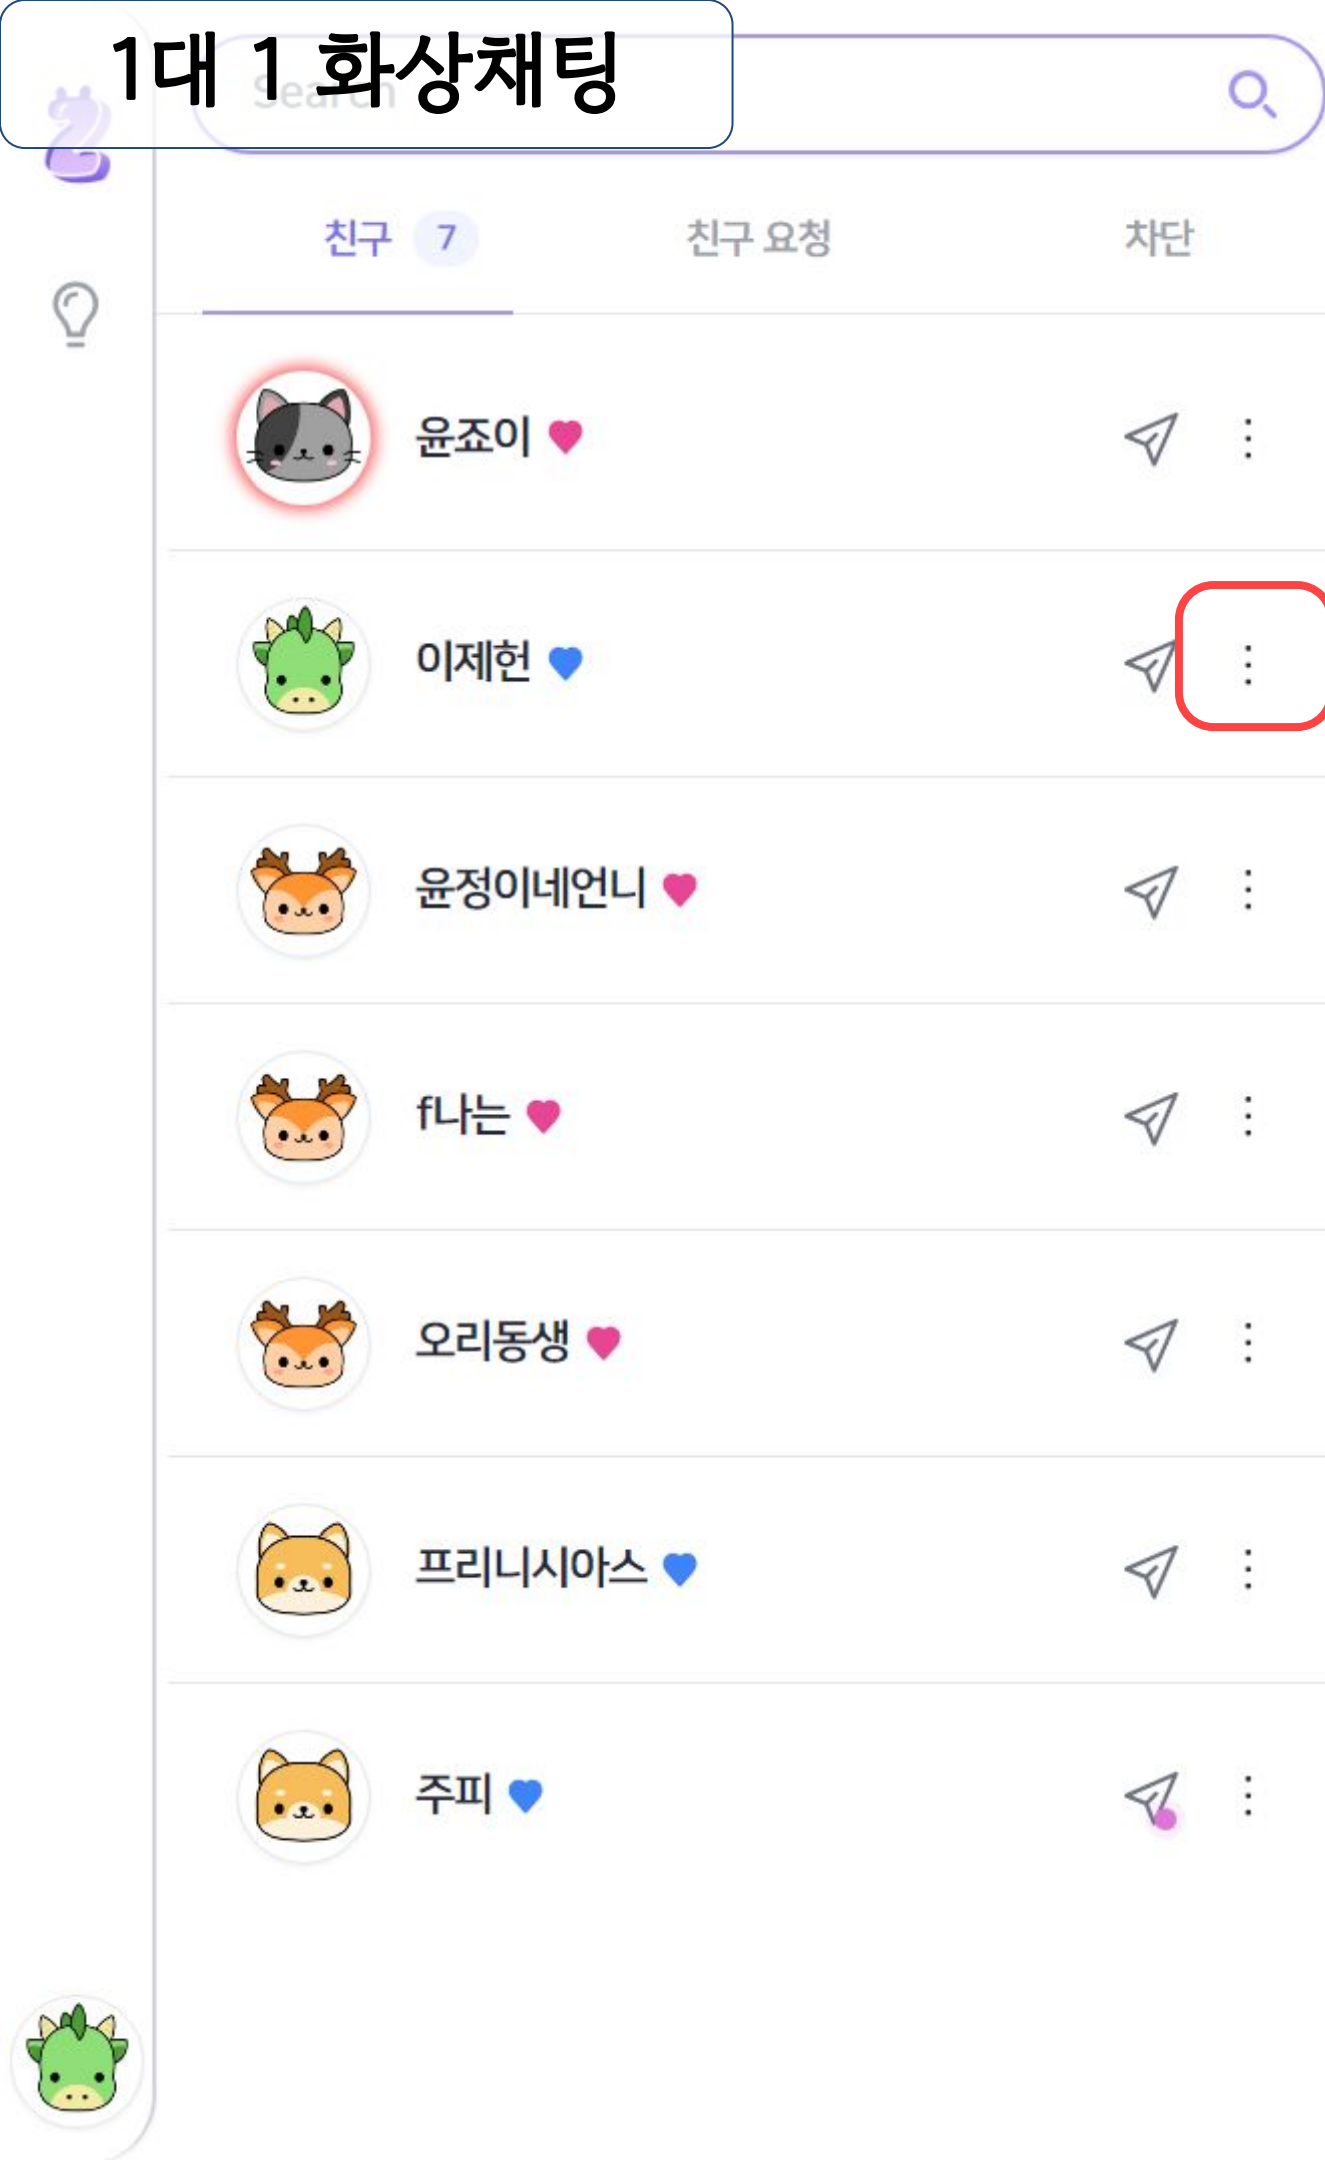 1대 1 화상채팅
Search
친구 7 친구 요청 차단
윤죠이
이제헌
윤정이네언니
f나는
오리동생
프리니시아스
주피